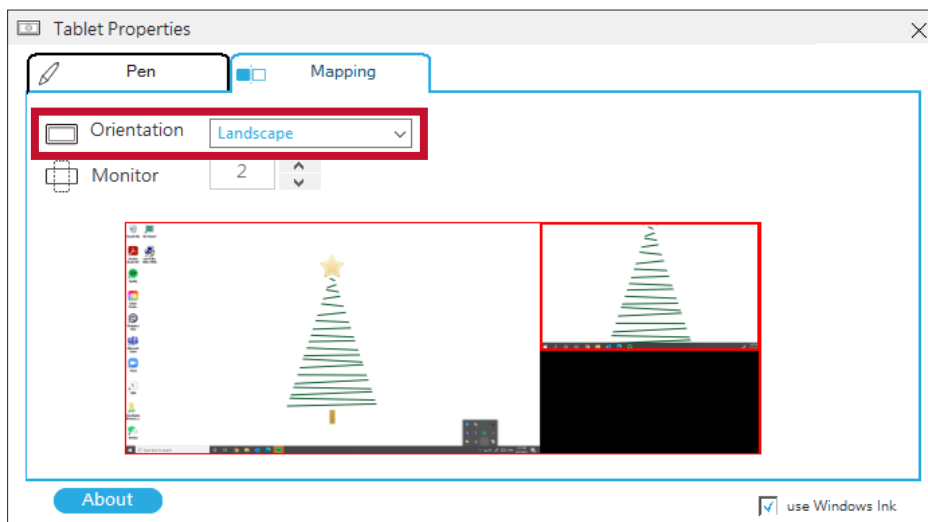 Tablet Properties
Pen
Mapping
Orientation
Landscape
Monitor
2
About
use Windows Ink